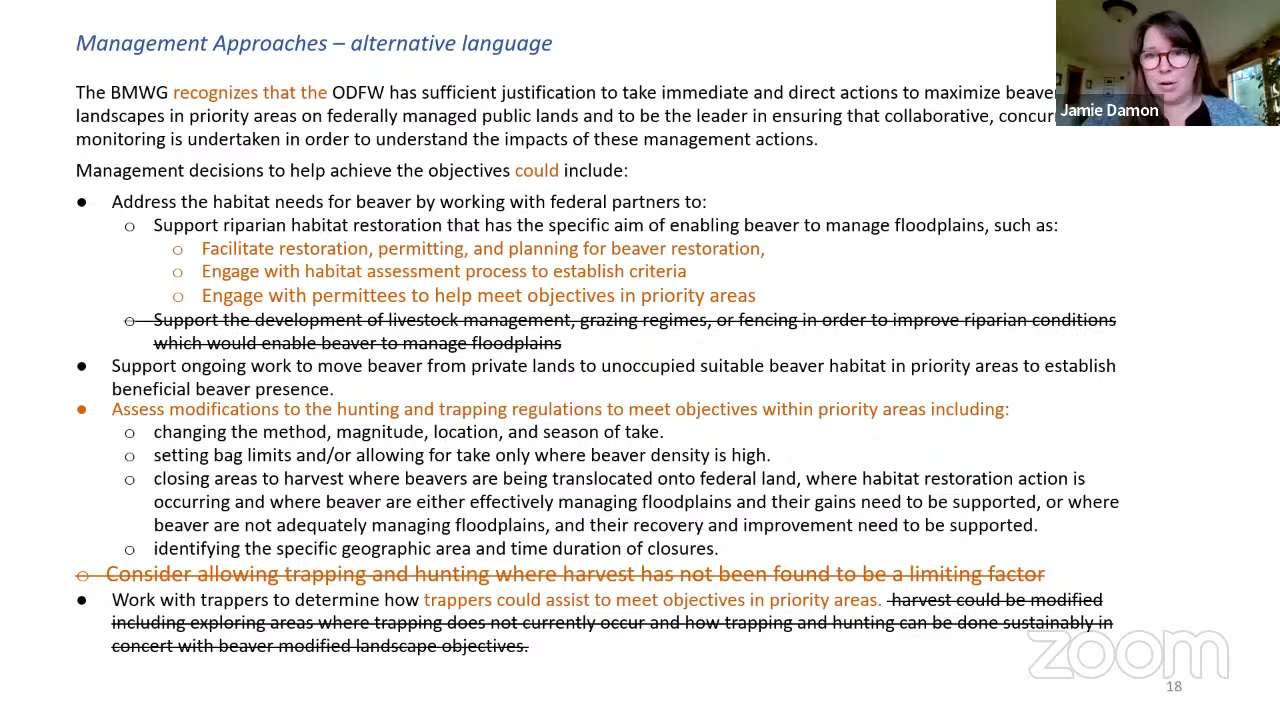 Management Approaches – alternative language
The BMWG recognizes that the ODFW has sufficient justification to take immediate and direct actions to maximize beaver
landscapes in priority areas on federally managed public lands and to be the leader in ensuring that collaborative,
monitoring is undertaken in order to understand the impacts of these management actions.
Management decisions to help achieve the objectives could include:
● Address the habitat needs for beaver by working with federal partners to:
○ Support riparian habitat restoration that has the specific aim of enabling beaver to manage floodplains, such as:
○ Facilitate restoration, permitting, and planning for beaver restoration,
○ Engage with habitat assessment process to establish criteria
○ Engage with permittees to help meet objectives in priority areas
○ Support the development of livestock management, grazing regimes, or fencing in order to improve riparian conditions
which would enable beaver to manage floodplains
● Support ongoing work to move beaver from private lands to unoccupied suitable beaver habitat in priority areas to establish
beneficial beaver presence.
● Assess modifications to the hunting and trapping regulations to meet objectives within priority areas including:
○ changing the method, magnitude, location, and season of take.
○ setting bag limits and/or allowing for take only where beaver density is high.
○ closing areas to harvest where beavers are being translocated onto federal land, where habitat restoration action is
occurring and where beaver are either effectively managing floodplains and their gains need to be supported, or where
beaver are not adequately managing floodplains, and their recovery and improvement need to be supported.
○ identifying the specific geographic area and time duration of closures.
○ Consider allowing trapping and hunting where harvest has not been found to be a limiting factor
● Work with trappers to determine how trappers could assist to meet objectives in priority areas. harvest could be modified
including exploring areas where trapping does not currently occur and how trapping and hunting can be done sustainably in
concert with beaver modified landscape objectives.
Jamie Damon
zoom
18